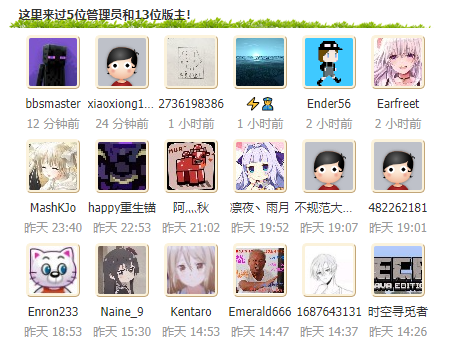 这里来过5位管理员和13位版主！
bbsmaster xiaoxiong1... 2736198386 ⚡👮 Ender56 Earfreet
12 分钟前 24 分钟前 1 小时前 1 小时前 2 小时前 2 小时前
MashKJo happy重生锚 阿灬秋 凛夜丶雨月 不规范大... 482262181
昨天 23:40 昨天 22:53 昨天 21:02 昨天 19:52 昨天 19:07 昨天 19:01
Enron233 Naine_9 Kentaro Emerald666 1687643131 时空寻觅者
昨天 18:53 昨天 15:30 昨天 14:53 昨天 14:47 昨天 14:37 昨天 14:26